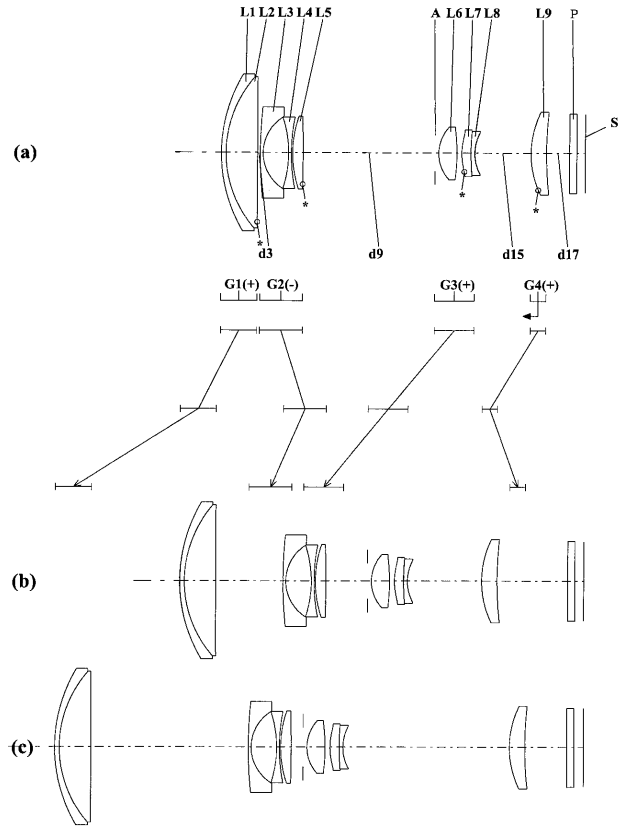 L1 L2 L3 L4 L5 A L6 L7 L8 L9 P
S
(a)
* * * *
d3 d9 d15 d17
G1(+) G2(-) G3(+) G4(+)
(b)
(c)